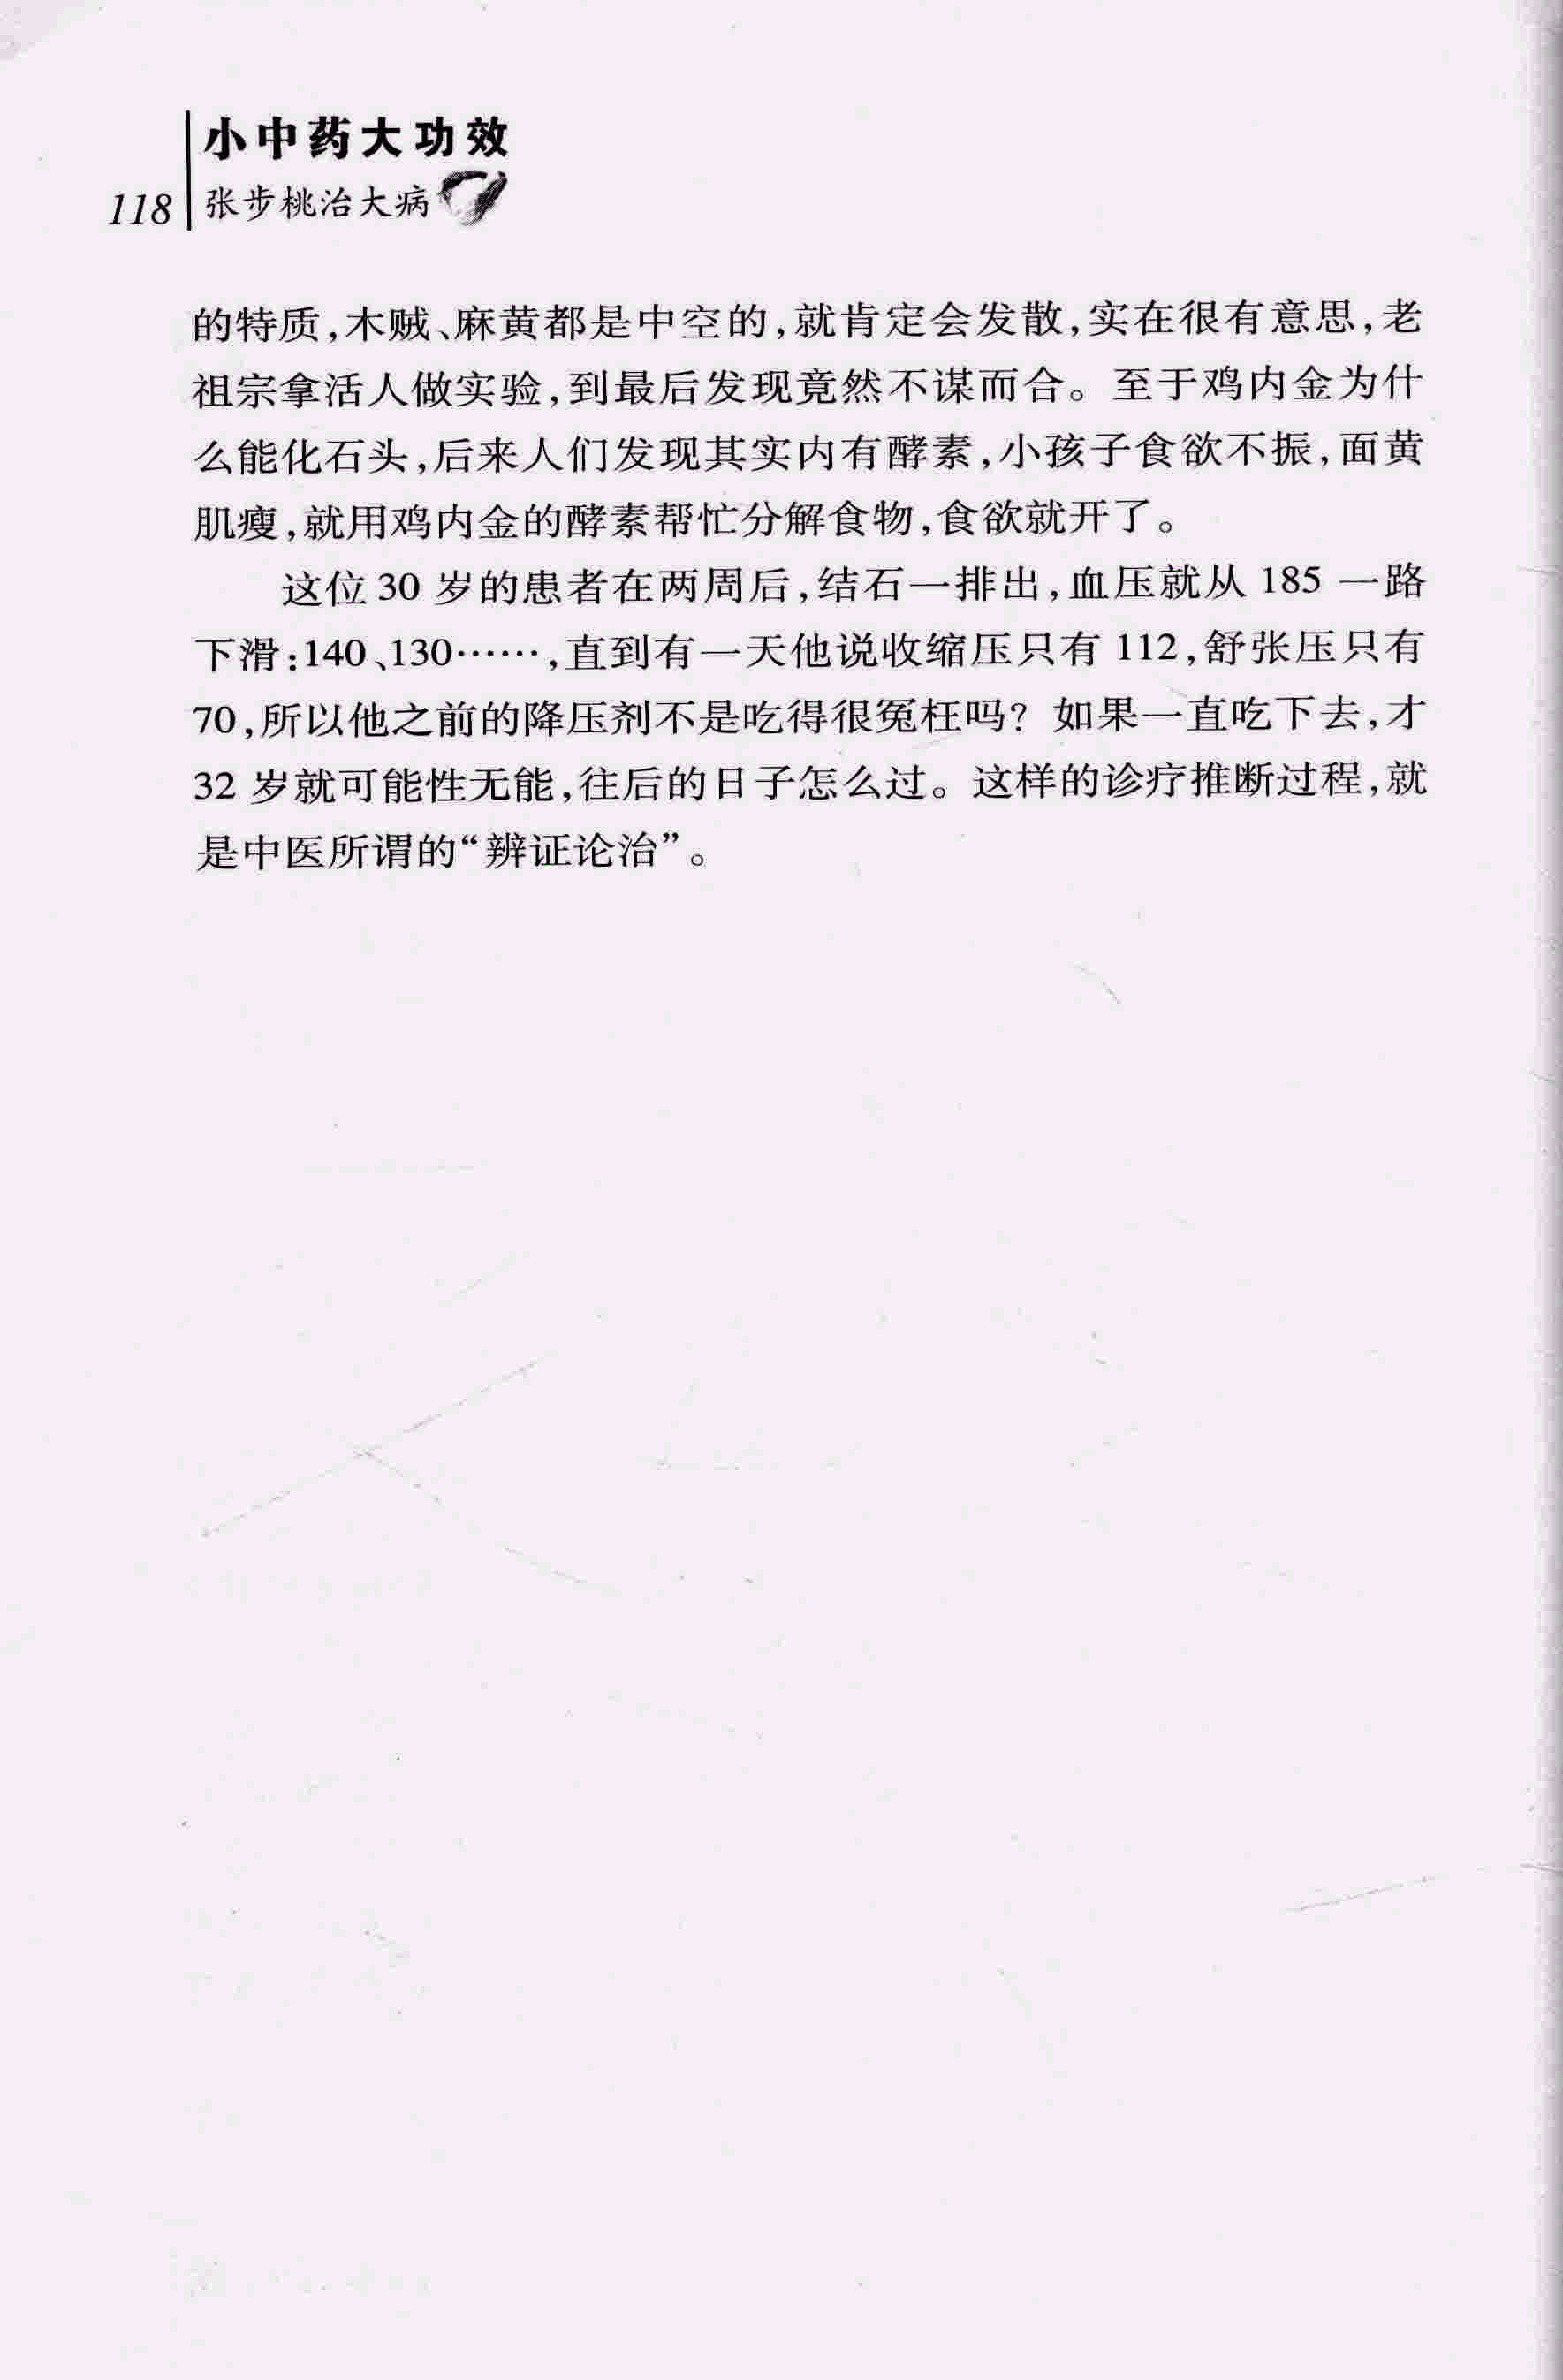 小中药大功效
118 张步桃治大病
的特质,木贼、麻黄都是中空的,就肯定会发散,实在很有意思,老
祖宗拿活人做实验,到最后发现竟然不谋而合。至于鸡内金为什
么能化石头,后来人们发现其实内有酵素,小孩子食欲不振,面黄
肌瘦,就用鸡内金的酵素帮忙分解食物,食欲就开了。
这位30岁的患者在两周后,结石一排出,血压就从185一路
下滑:140、130……,直到有一天他说收缩压只有112,舒张压只有
70,所以他之前的降压剂不是吃得很冤枉吗?如果一直吃下去,才
32岁就可能性无能,往后的日子怎么过。这样的诊疗推断过程,就
是中医所谓的“辨证论治”。